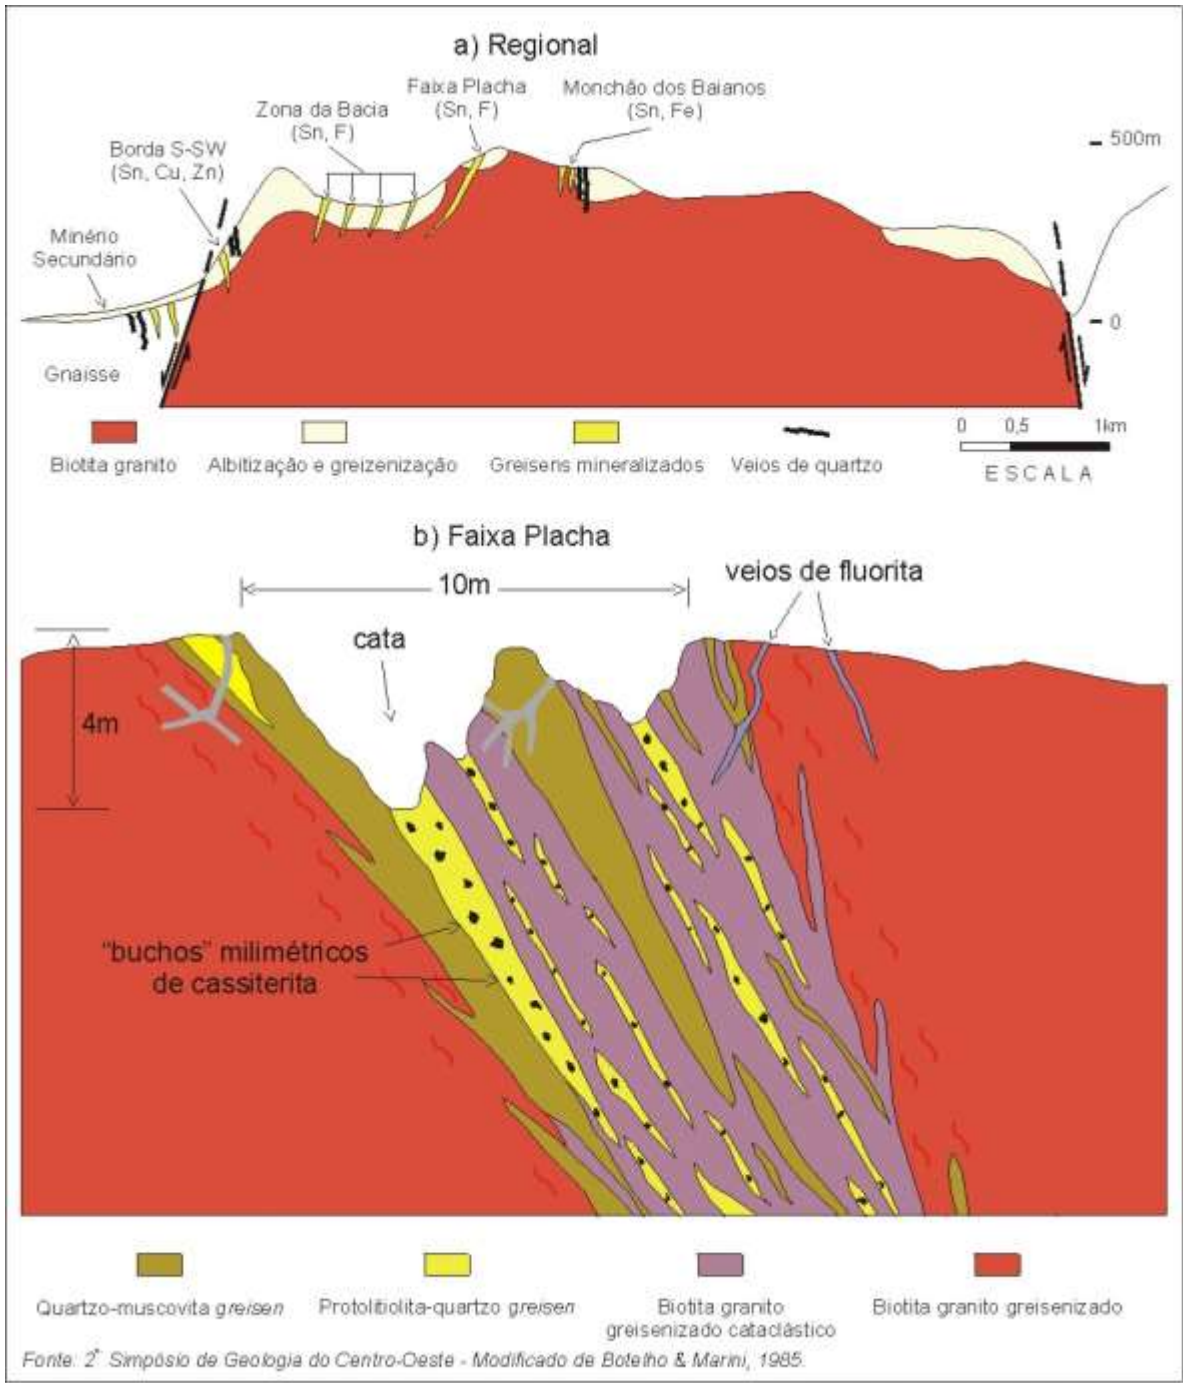 a) Regional
Faixa Placha
(Sn, F)
Monchão dos Baianos
(Sn, Fe)
Zona da Bacia
(Sn, F)
500m
Borda S-SW
(Sn, Cu, Zn)
Minério
Secundário
0
Gnaisse
0 0,5 1km
ESCALA
Biotita granito
Albitização e greizenização
Greisens mineralizados
Veios de quartzo
b) Faixa Placha
10m
veios de fluorita
cata
4m
"buchos" milimétricos
de cassiterita
Quartzo-muscovita greisen
Protolitiolita-quartzo greisen
Biotita granito
greisenizado cataclástico
Biotita granito greisenizado
Fonte: 2º Simpósio de Geologia do Centro-Oeste - Modificado de Botelho & Marini, 1985.